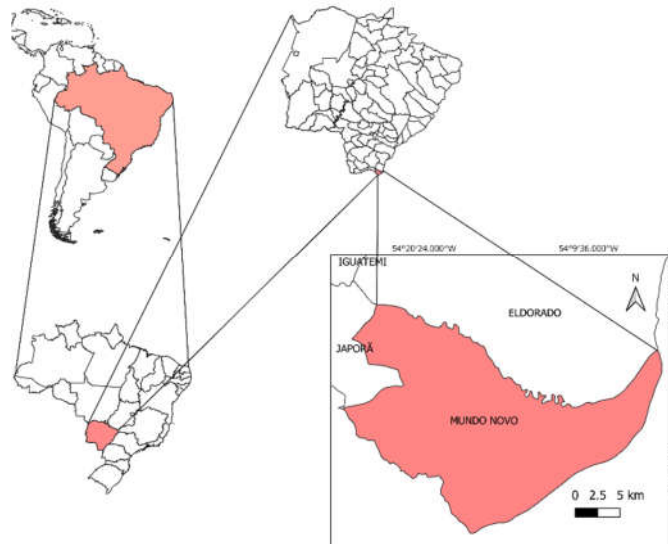 54°20'24.000"W 54°9'36.000"W
IGUATEMI
N
ELDORADO
JAPORÃ
MUNDO NOVO
0 2.5 5 km